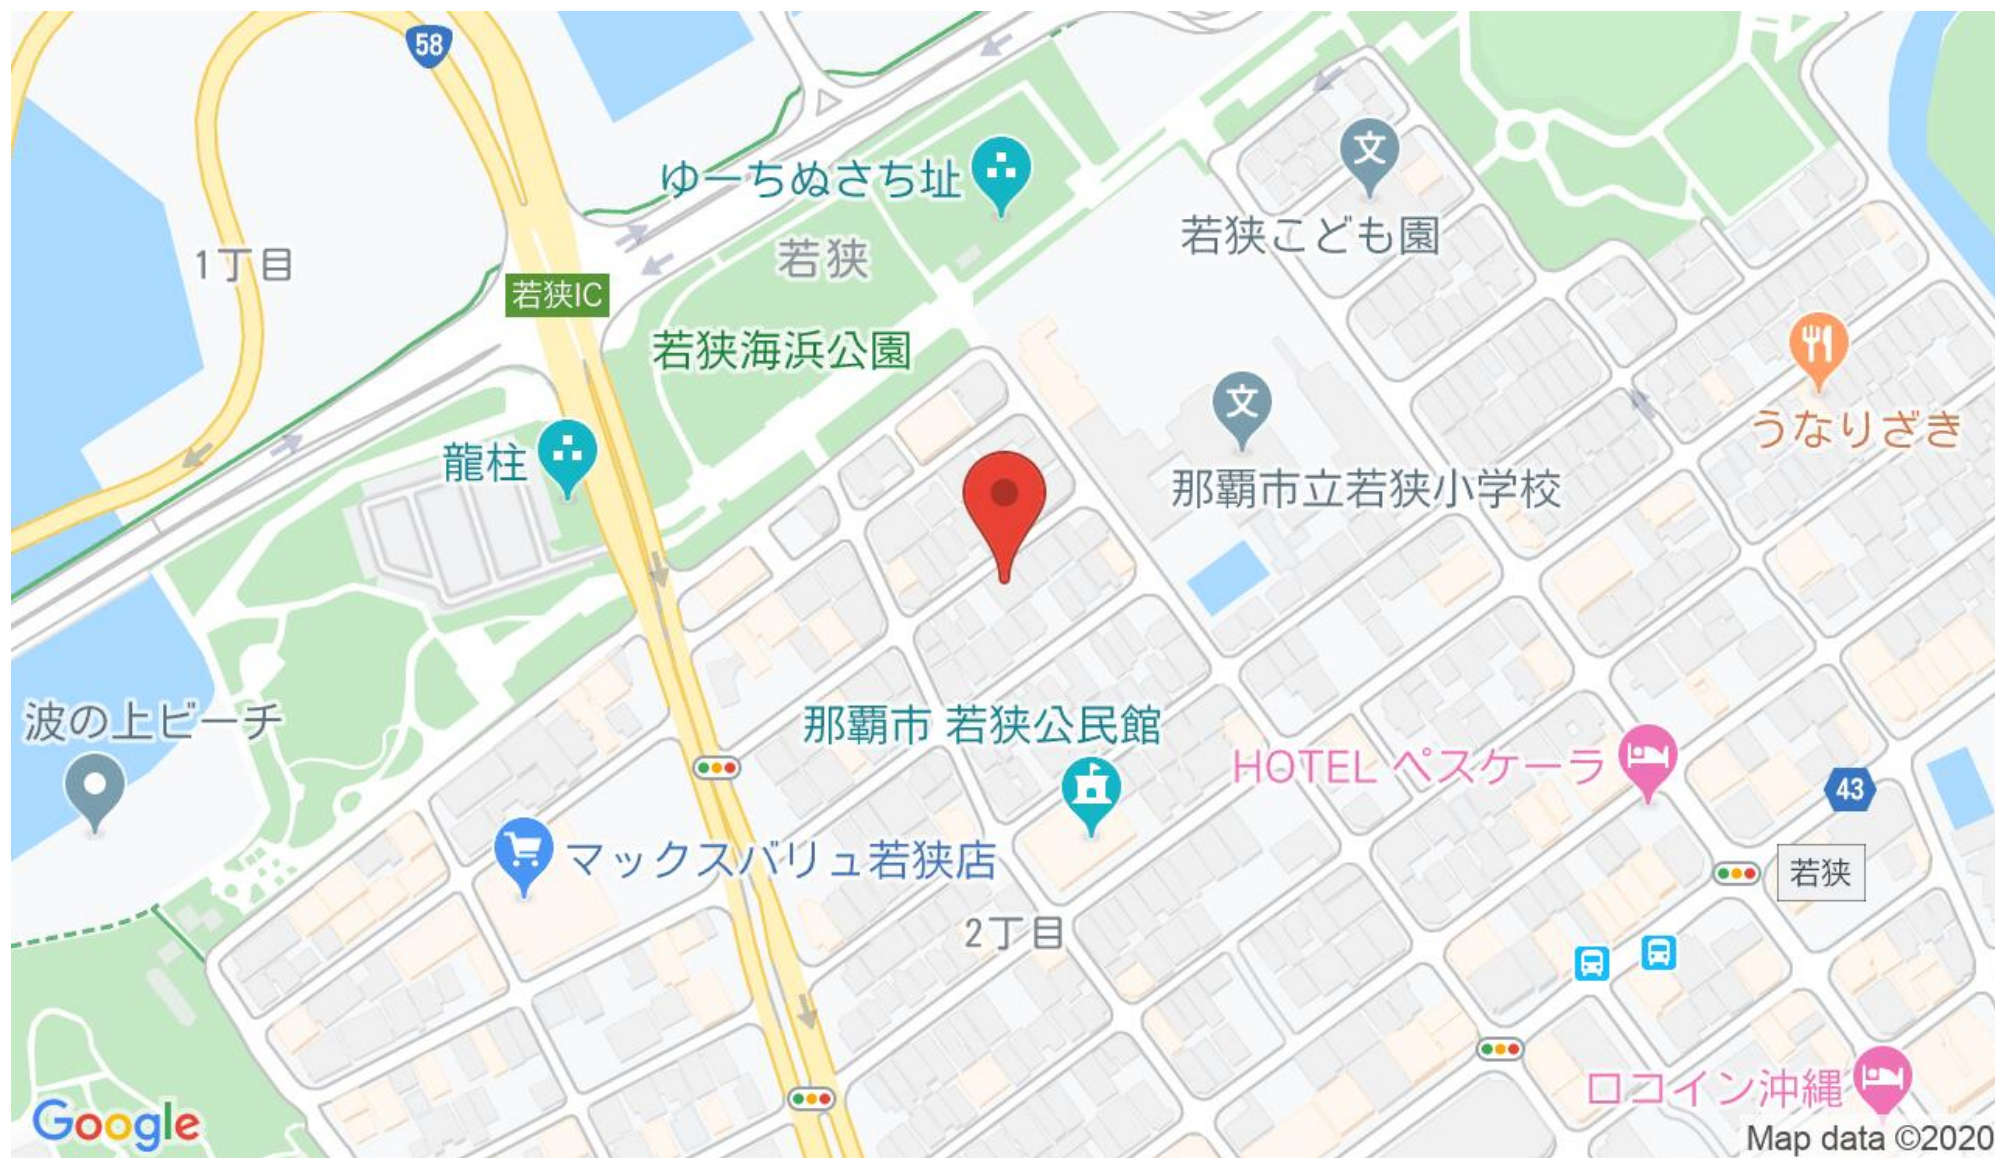 58
ゆーちぬさち址
文
若狭こども園
若狭
1丁目
若狭IC
若狭海浜公園
うなりざき
文
龍柱
那覇市立若狭小学校
波の上ビーチ
那覇市 若狭公民館
HOTEL ペスケーラ
43
マックスバリュ若狭店
若狭
2丁目
ロコイン沖縄
Google
Map data ©2020